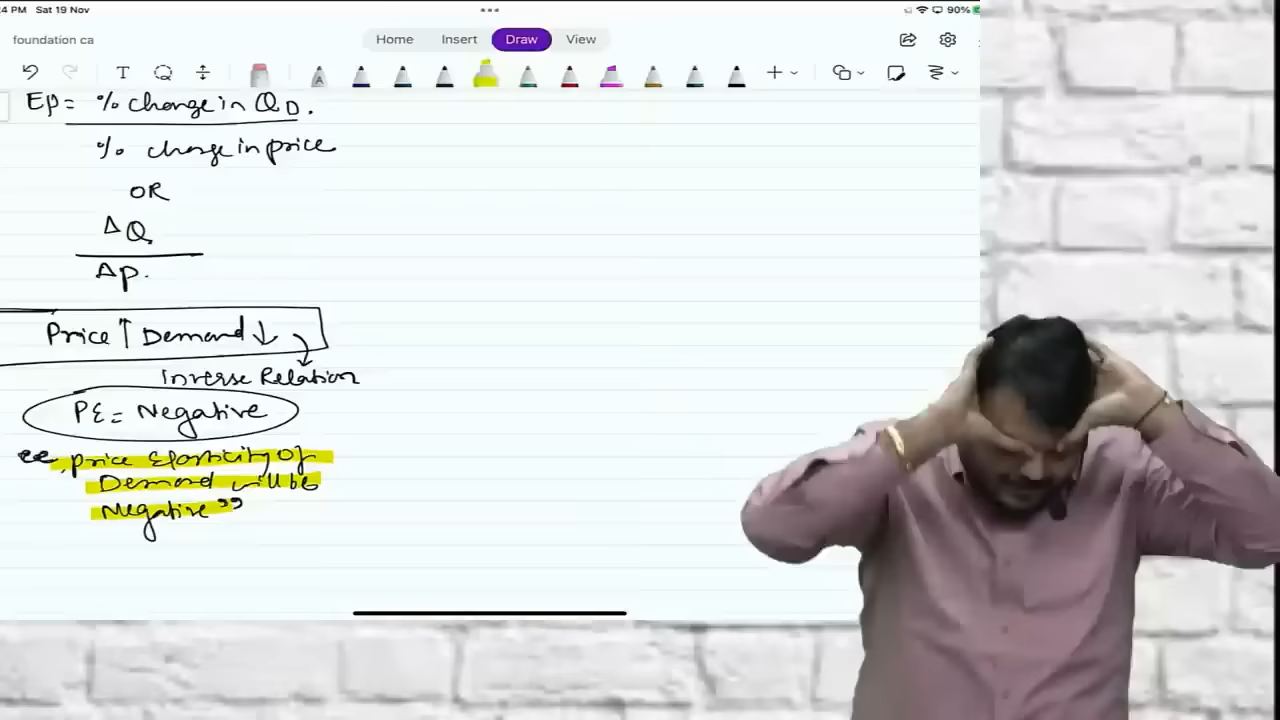 4 PM Sat 19 Nov
90%
foundation ca
Home Insert Draw View
T
A
Ep = % change in QD.
% change in price
OR
ΔQ
Δp.
Price ↑ Demand ↓
Inverse Relation
PE = Negative
"price Elasticity Of
Demand will be
Negative"